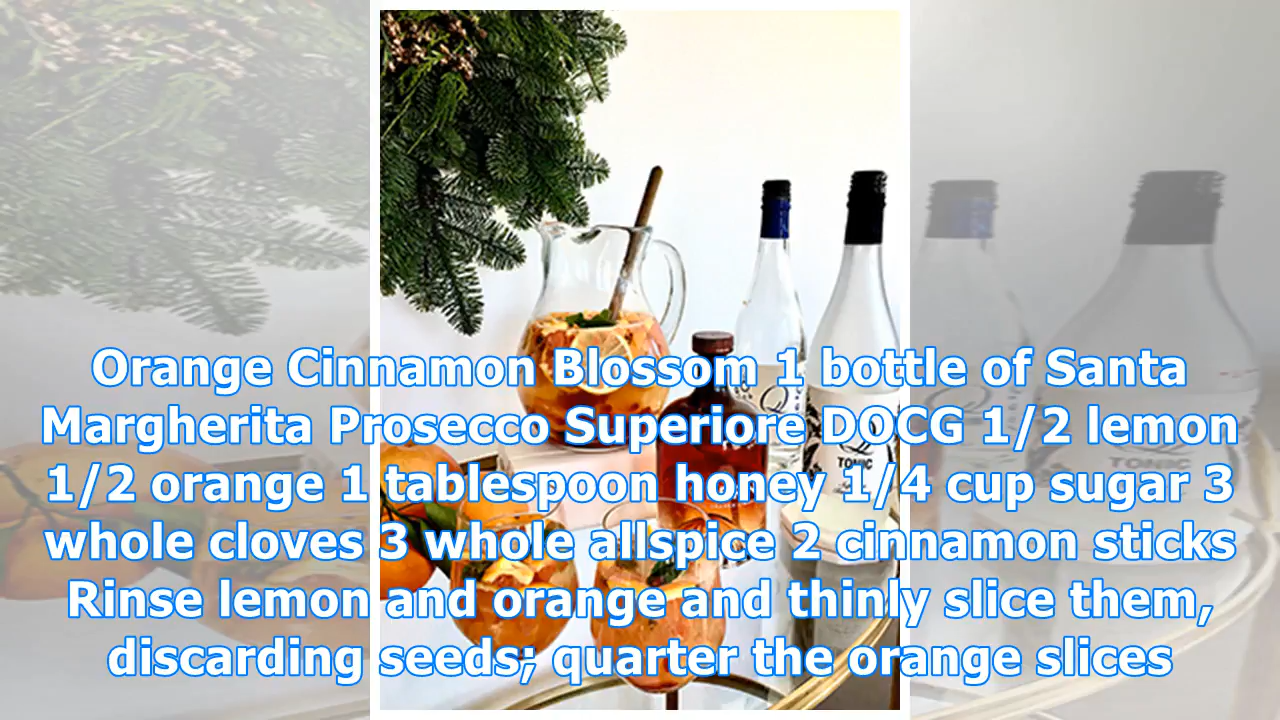 Orange Cinnamon Blossom 1 bottle of Santa
Margherita Prosecco Superiore DOCG 1/2 lemon
1/2 orange 1 tablespoon honey 1/4 cup sugar 3
whole cloves 3 whole allspice 2 cinnamon sticks
Rinse lemon and orange and thinly slice them,
discarding seeds; quarter the orange slices
Q
TONIC